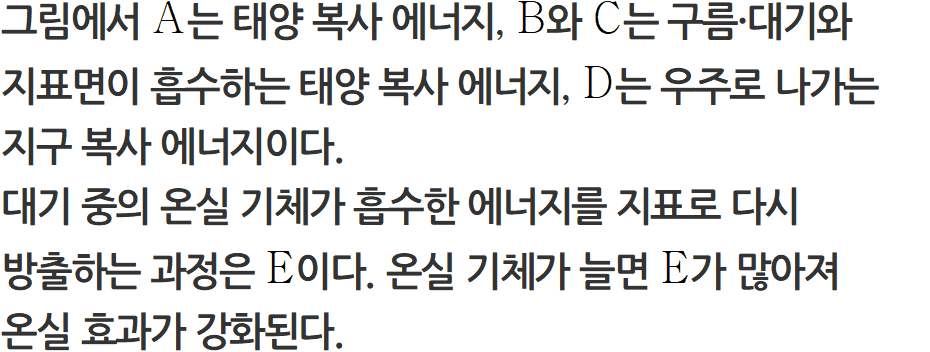 그림에서 A는 태양 복사 에너지, B와 C는 구름·대기와
지표면이 흡수하는 태양 복사 에너지, D는 우주로 나가는
지구 복사 에너지이다.
대기 중의 온실 기체가 흡수한 에너지를 지표로 다시
방출하는 과정은 E이다. 온실 기체가 늘면 E가 많아져
온실 효과가 강화된다.